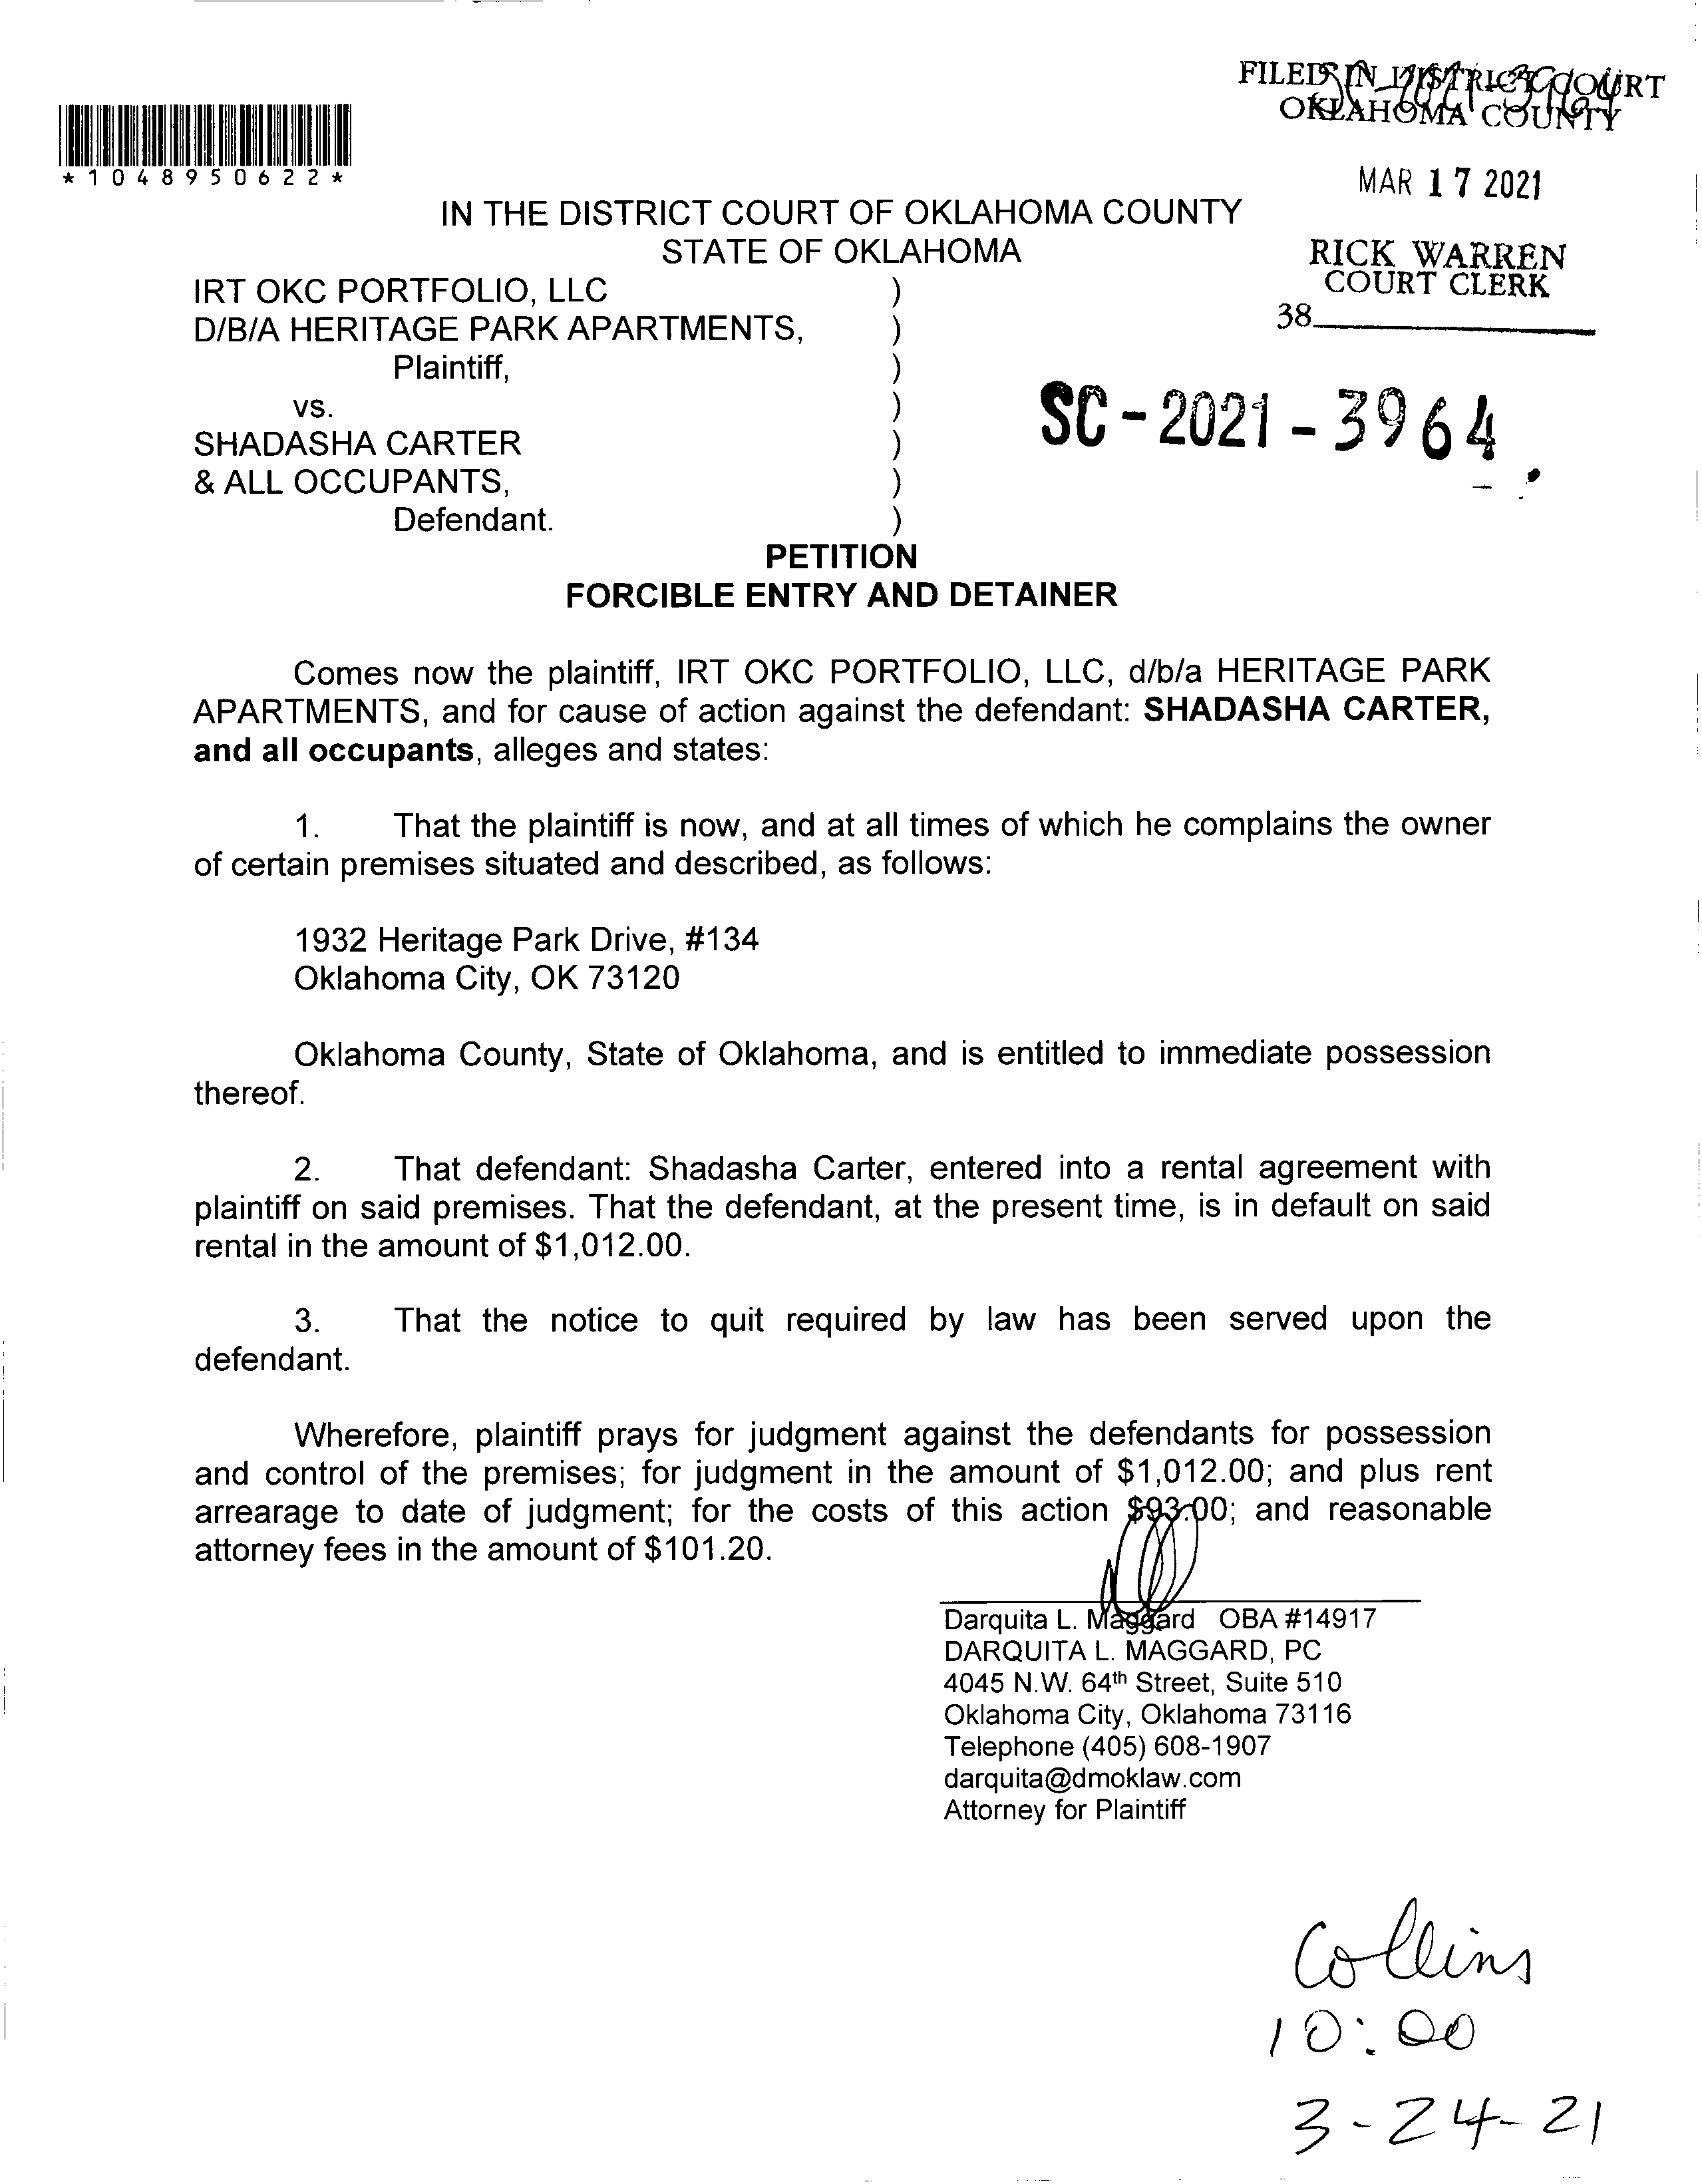 FILED IN DISTRICT COURT
OKLAHOMA COUNTY
SC-2021-3964
*1048950622*
MAR 17 2021
IN THE DISTRICT COURT OF OKLAHOMA COUNTY
STATE OF OKLAHOMA
RICK WARREN
COURT CLERK
38
IRT OKC PORTFOLIO, LLC )
D/B/A HERITAGE PARK APARTMENTS, )
Plaintiff, )
vs. )
SHADASHA CARTER )
& ALL OCCUPANTS, )
Defendant. )
SC-2021-3964
PETITION
FORCIBLE ENTRY AND DETAINER
Comes now the plaintiff, IRT OKC PORTFOLIO, LLC, d/b/a HERITAGE PARK
APARTMENTS, and for cause of action against the defendant: SHADASHA CARTER,
and all occupants, alleges and states:
1. That the plaintiff is now, and at all times of which he complains the owner
of certain premises situated and described, as follows:
1932 Heritage Park Drive, #134
Oklahoma City, OK 73120
Oklahoma County, State of Oklahoma, and is entitled to immediate possession
thereof.
2. That defendant: Shadasha Carter, entered into a rental agreement with
plaintiff on said premises. That the defendant, at the present time, is in default on said
rental in the amount of $1,012.00.
3. That the notice to quit required by law has been served upon the
defendant.
Wherefore, plaintiff prays for judgment against the defendants for possession
and control of the premises; for judgment in the amount of $1,012.00; and plus rent
arrearage to date of judgment; for the costs of this action $93.00; and reasonable
attorney fees in the amount of $101.20.
Darquita L. Maggard OBA #14917
DARQUITA L. MAGGARD, PC
4045 N.W. 64th Street, Suite 510
Oklahoma City, Oklahoma 73116
Telephone (405) 608-1907
darquita@dmoklaw.com
Attorney for Plaintiff
Collins
10:00
3-24-21